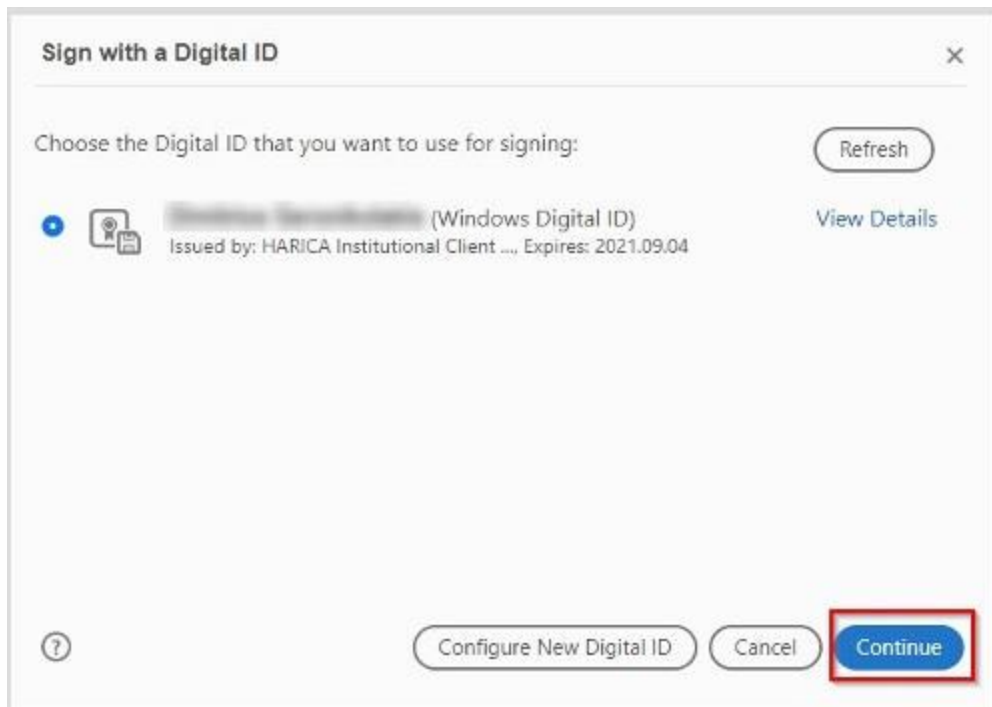 Sign with a Digital ID
Choose the Digital ID that you want to use for signing:
Refresh
(Windows Digital ID)
View Details
Issued by: HARICA Institutional Client ..., Expires: 2021.09.04
Configure New Digital ID
Cancel
Continue